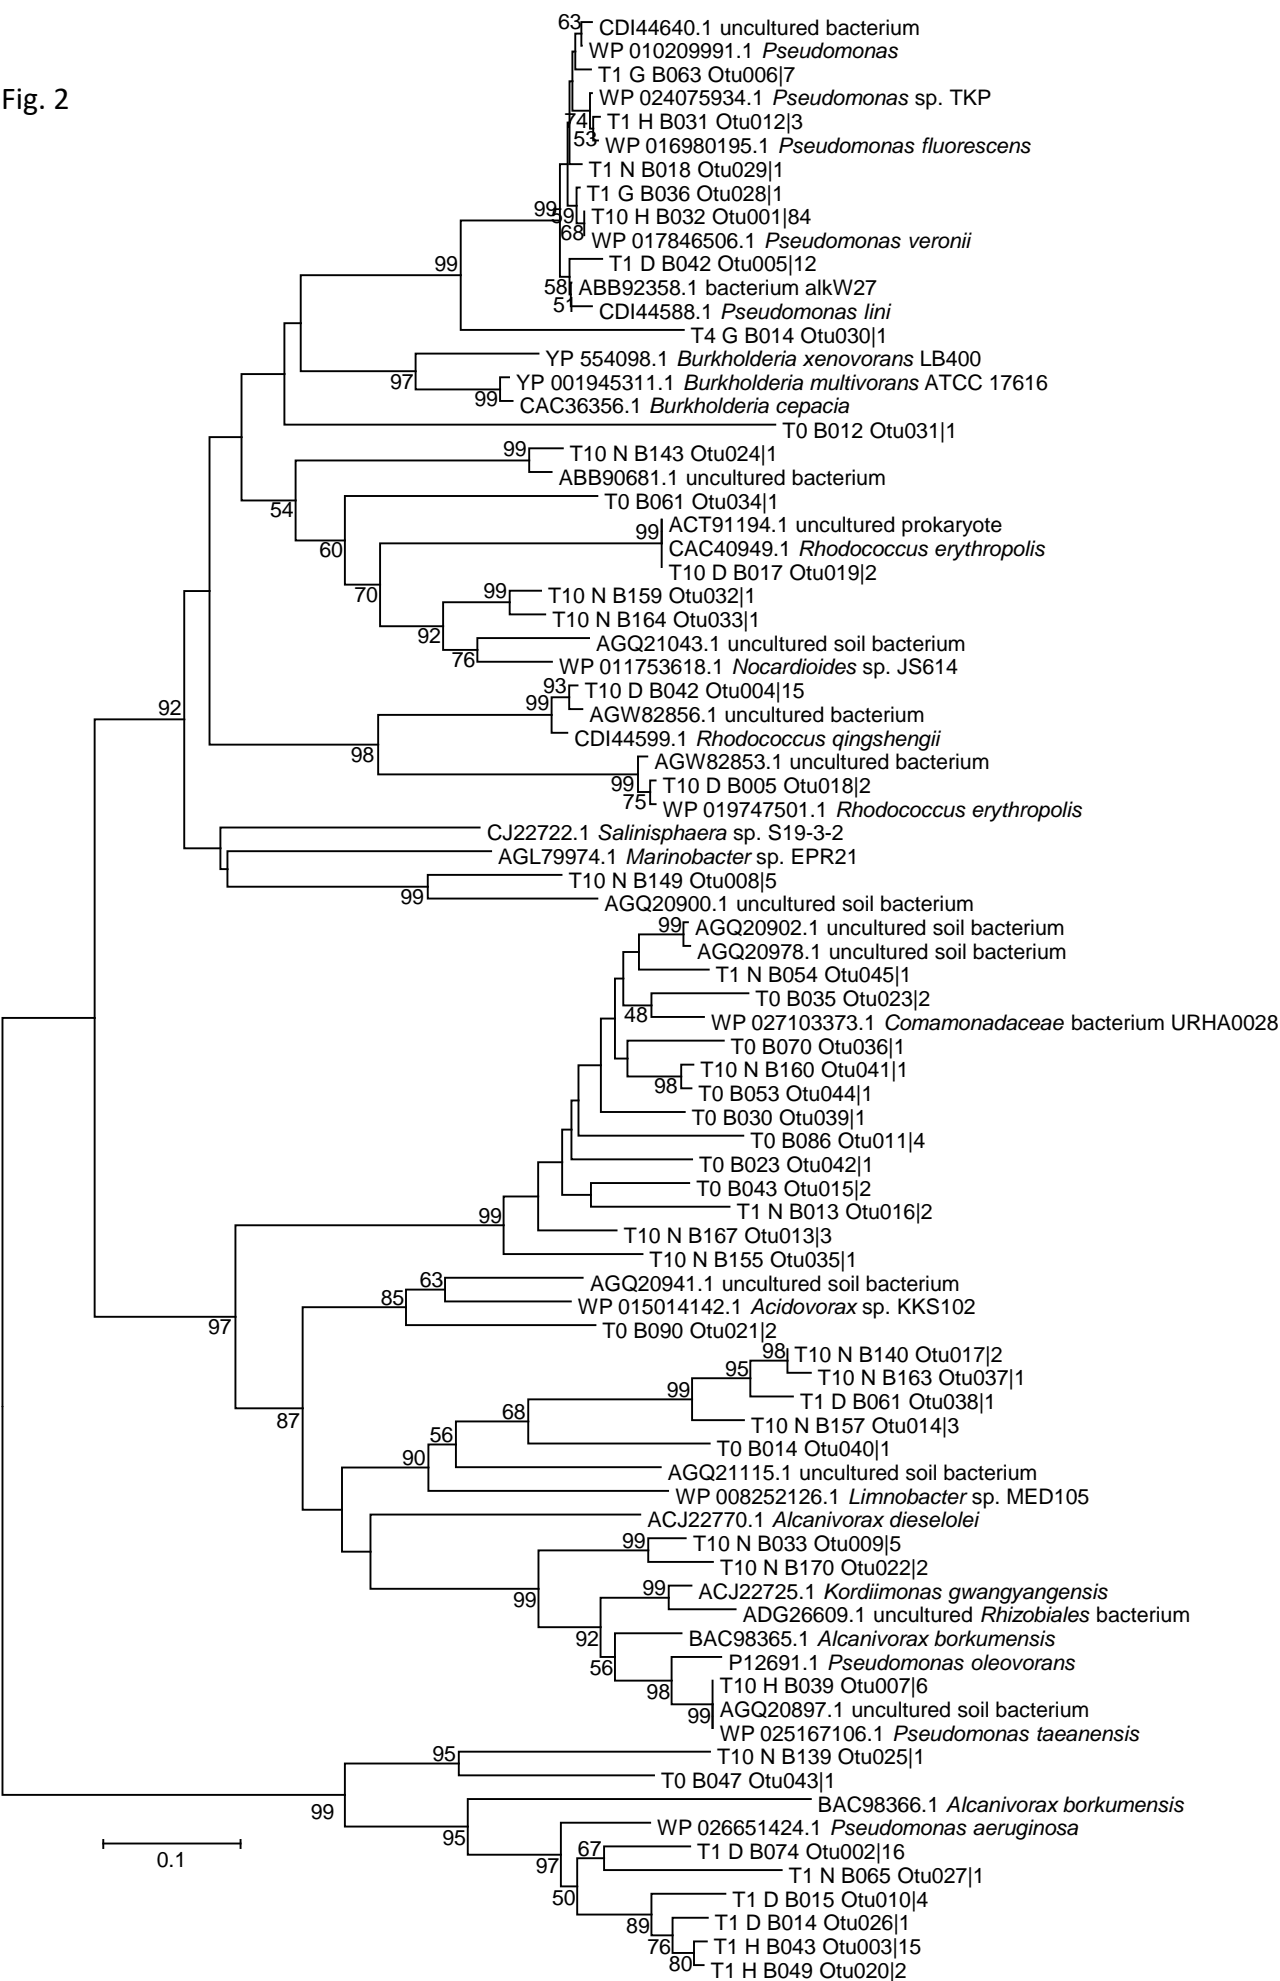 Fig. 2
63
CDI44640.1 uncultured bacterium
WP 010209991.1 Pseudomonas
T1 G B063 Otu006|7
WP 024075934.1 Pseudomonas sp. TKP
74
T1 H B031 Otu012|3
53
WP 016980195.1 Pseudomonas fluorescens
T1 N B018 Otu029|1
T1 G B036 Otu028|1
99
59
T10 H B032 Otu001|84
68
WP 017846506.1 Pseudomonas veronii
99
T1 D B042 Otu005|12
58
ABB92358.1 bacterium alkW27
51
CDI44588.1 Pseudomonas lini
T4 G B014 Otu030|1
YP 554098.1 Burkholderia xenovorans LB400
97
YP 001945311.1 Burkholderia multivorans ATCC 17616
99
CAC36356.1 Burkholderia cepacia
T0 B012 Otu031|1
99
T10 N B143 Otu024|1
ABB90681.1 uncultured bacterium
54
T0 B061 Otu034|1
ACT91194.1 uncultured prokaryote
99
60
CAC40949.1 Rhodococcus erythropolis
T10 D B017 Otu019|2
70
99
T10 N B159 Otu032|1
T10 N B164 Otu033|1
92
AGQ21043.1 uncultured soil bacterium
76
WP 011753618.1 Nocardioides sp. JS614
93
T10 D B042 Otu004|15
99
92
AGW82856.1 uncultured bacterium
CDI44599.1 Rhodococcus qingshengii
98
AGW82853.1 uncultured bacterium
99
T10 D B005 Otu018|2
75
WP 019747501.1 Rhodococcus erythropolis
CJ22722.1 Salinisphaera sp. S19-3-2
AGL79974.1 Marinobacter sp. EPR21
T10 N B149 Otu008|5
99
AGQ20900.1 uncultured soil bacterium
99
AGQ20902.1 uncultured soil bacterium
AGQ20978.1 uncultured soil bacterium
T1 N B054 Otu045|1
T0 B035 Otu023|2
48
WP 027103373.1 Comamonadaceae bacterium URHA0028
T0 B070 Otu036|1
T10 N B160 Otu041|1
98
T0 B053 Otu044|1
T0 B030 Otu039|1
T0 B086 Otu011|4
T0 B023 Otu042|1
T0 B043 Otu015|2
T1 N B013 Otu016|2
99
T10 N B167 Otu013|3
T10 N B155 Otu035|1
63
AGQ20941.1 uncultured soil bacterium
85
WP 015014142.1 Acidovorax sp. KKS102
97
T0 B090 Otu021|2
98
T10 N B140 Otu017|2
95
T10 N B163 Otu037|1
99
T1 D B061 Otu038|1
68
87
T10 N B157 Otu014|3
56
T0 B014 Otu040|1
90
AGQ21115.1 uncultured soil bacterium
WP 008252126.1 Limnobacter sp. MED105
ACJ22770.1 Alcanivorax dieselolei
99
T10 N B033 Otu009|5
T10 N B170 Otu022|2
99
99
ACJ22725.1 Kordiimonas gwangyangensis
ADG26609.1 uncultured Rhizobiales bacterium
92
BAC98365.1 Alcanivorax borkumensis
56
P12691.1 Pseudomonas oleovorans
98
T10 H B039 Otu007|6
99
AGQ20897.1 uncultured soil bacterium
WP 025167106.1 Pseudomonas taeanensis
95
T10 N B139 Otu025|1
T0 B047 Otu043|1
99
BAC98366.1 Alcanivorax borkumensis
95
WP 026651424.1 Pseudomonas aeruginosa
0.1
67
T1 D B074 Otu002|16
97
T1 N B065 Otu027|1
50
T1 D B015 Otu010|4
89
T1 D B014 Otu026|1
76
T1 H B043 Otu003|15
80
T1 H B049 Otu020|2